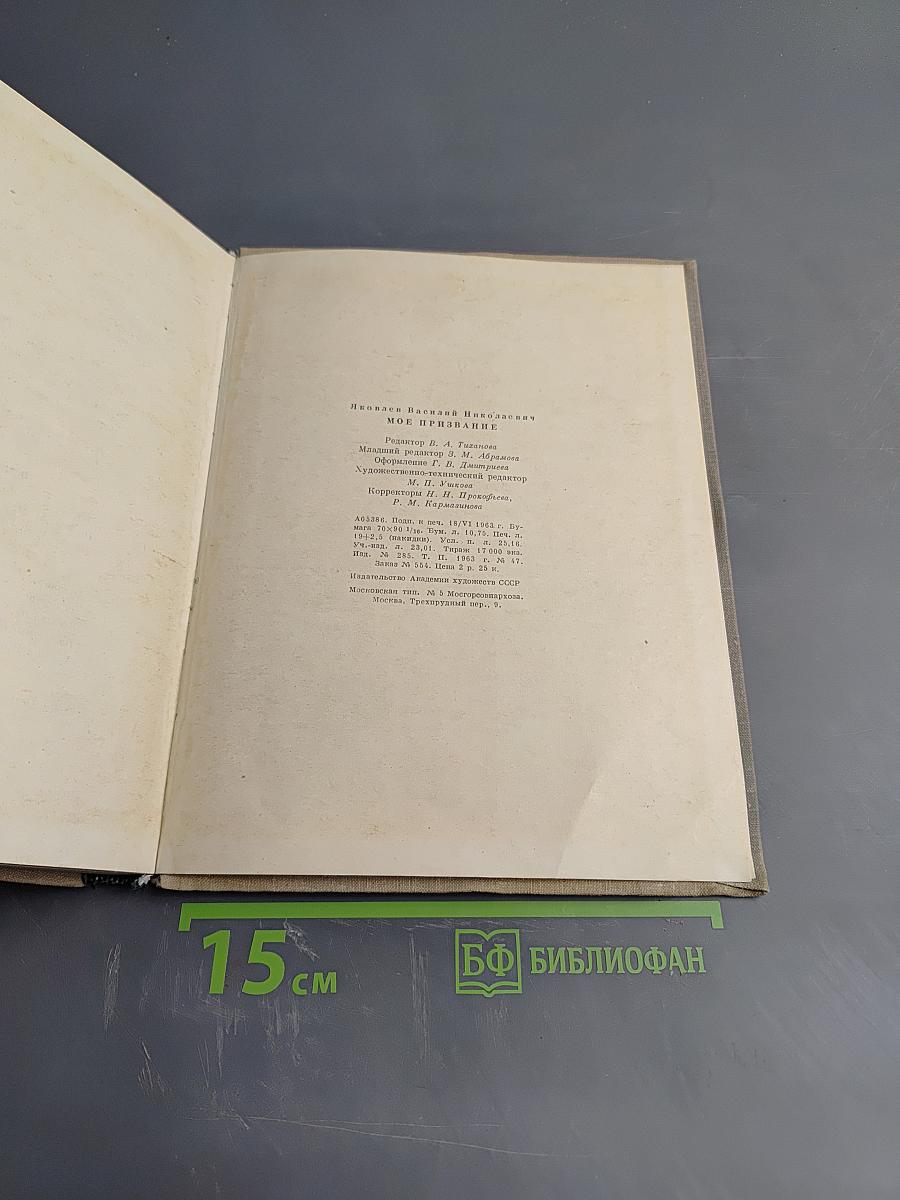 Яковлев Василий Николаевич
МОЕ ПРИЗВАНИЕ
Редактор В. А. Тиханова
Младший редактор З. М. Абрамова
Оформление Г. В. Дмитриева
Художественно-технический редактор
М. П. Ушкова
Корректоры Н. Н. Прокофьева,
Р. М. Кармазинова
А05386. Подп. к печ. 18/VI 1963 г. Бу-
мага 70×90 1/16. Бум. л. 10,75. Печ. л.
19+2,5 (накидки). Усл. п. л. 25,16.
Уч.-изд. л. 23,01. Тираж 17 000 экз.
Изд. № 285. Т. П. 1963 г. № 47.
Заказ № 554. Цена 2 р. 25 к.
Издательство Академии художеств СССР
Московская тип. № 5 Мосгорсовнархоза.
Москва, Трехпрудный пер., 9.
15 см
БФ БИБЛИОФАН